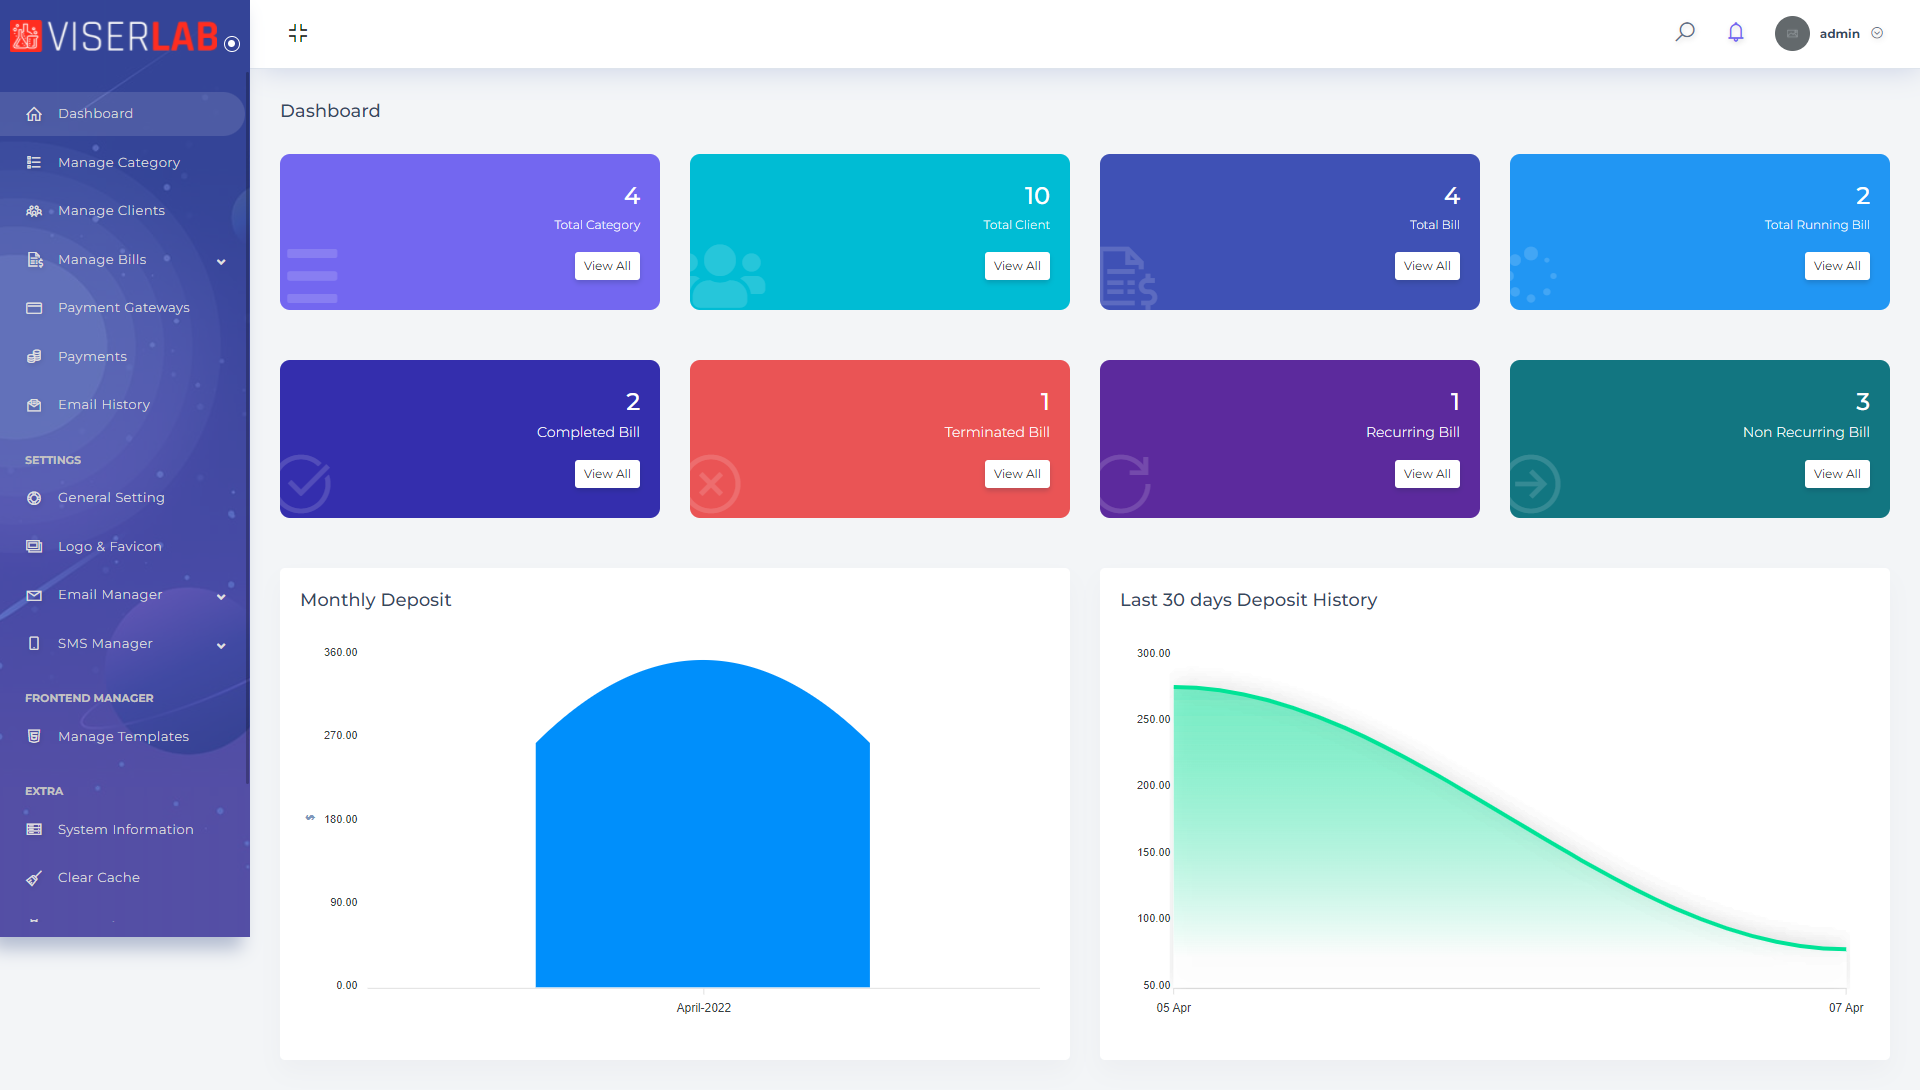 VISERLAB
admin
Dashboard
Manage Category
Manage Clients
Manage Bills
Payment Gateways
Payments
Email History
SETTINGS
General Setting
Logo & Favicon
Email Manager
SMS Manager
FRONTEND MANAGER
Manage Templates
EXTRA
System Information
Clear Cache
Dashboard
4
Total Category
View All
10
Total Client
View All
4
Total Bill
View All
2
Total Running Bill
View All
2
Completed Bill
View All
1
Terminated Bill
View All
1
Recurring Bill
View All
3
Non Recurring Bill
View All
Monthly Deposit
360.00
270.00
$ 180.00
90.00
0.00
April-2022
Last 30 days Deposit History
300.00
250.00
200.00
150.00
100.00
50.00
05 Apr
07 Apr